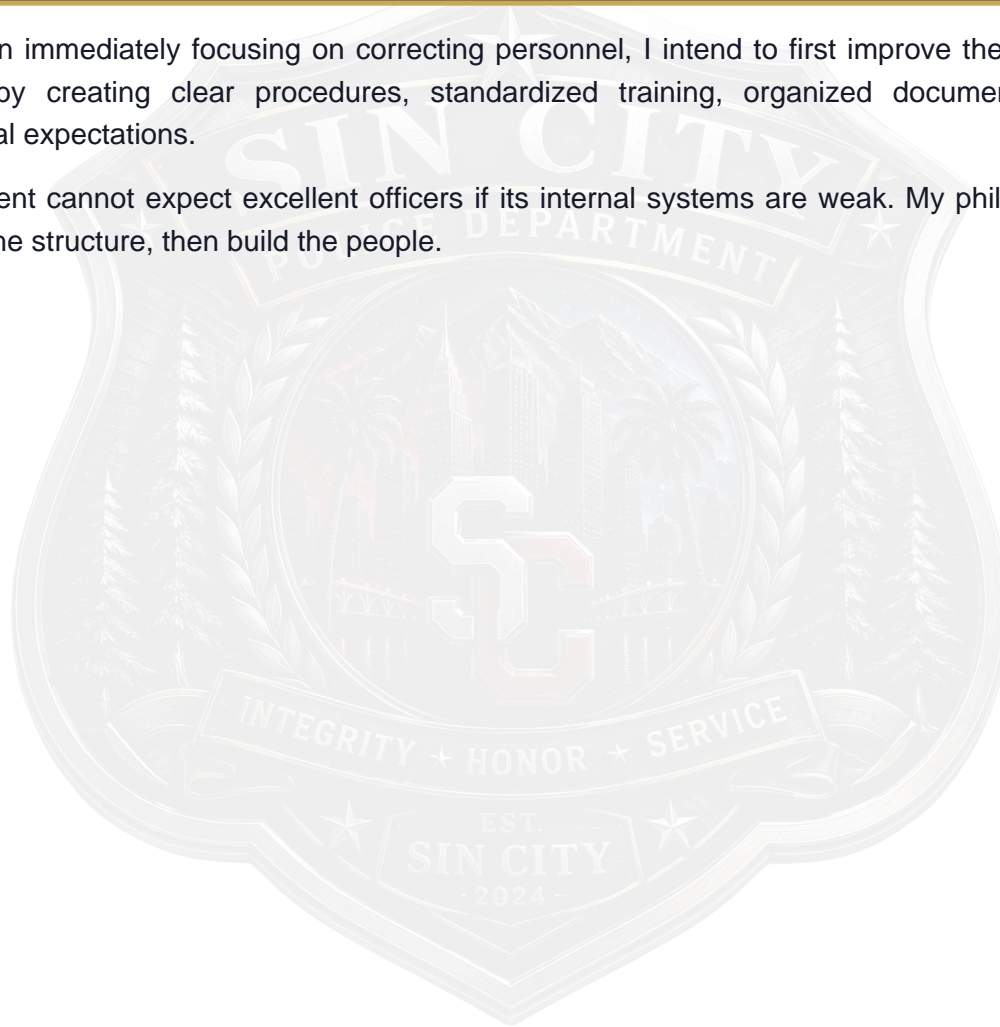 n immediately focusing on correcting personnel, I intend to first improve the
by creating clear procedures, standardized training, organized documen
al expectations.
ent cannot expect excellent officers if its internal systems are weak. My phil
he structure, then build the people.
SIN CITY
POLICE DEPARTMENT
SC
INTEGRITY ★ HONOR ★ SERVICE
EST.
SIN CITY
- 2024 -